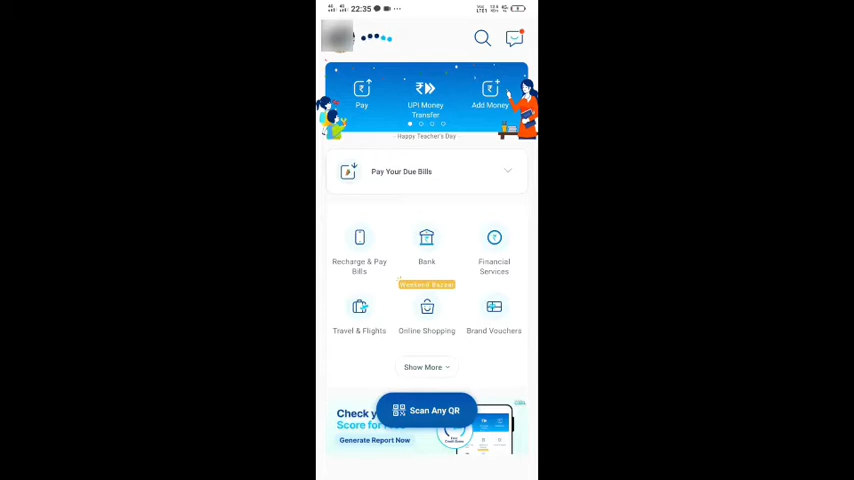 22:35
Pay
UPI Money
Transfer
Add Money
Happy Teacher's Day
Pay Your Due Bills
Recharge & Pay
Bills
Bank
Financial
Services
Weekend Bazaar
Travel & Flights
Online Shopping
Brand Vouchers
Show More
Scan Any QR
Check
Score for
Generate Report Now